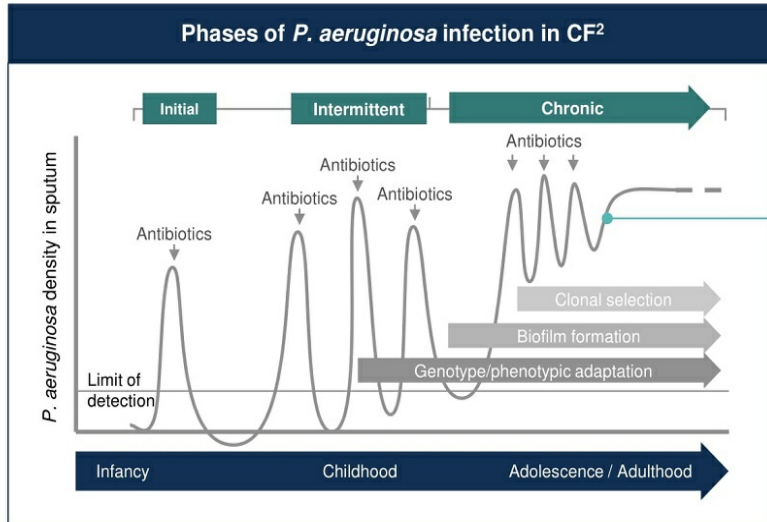 Phases of P. aeruginosa infection in CF²
Initial
Intermittent
Chronic
Antibiotics
Antibiotics
Antibiotics
Antibiotics
Antibiotics
P. aeruginosa density in sputum
Clonal selection
Biofilm formation
Genotype/phenotypic adaptation
Limit of
detection
Infancy
Childhood
Adolescence / Adulthood